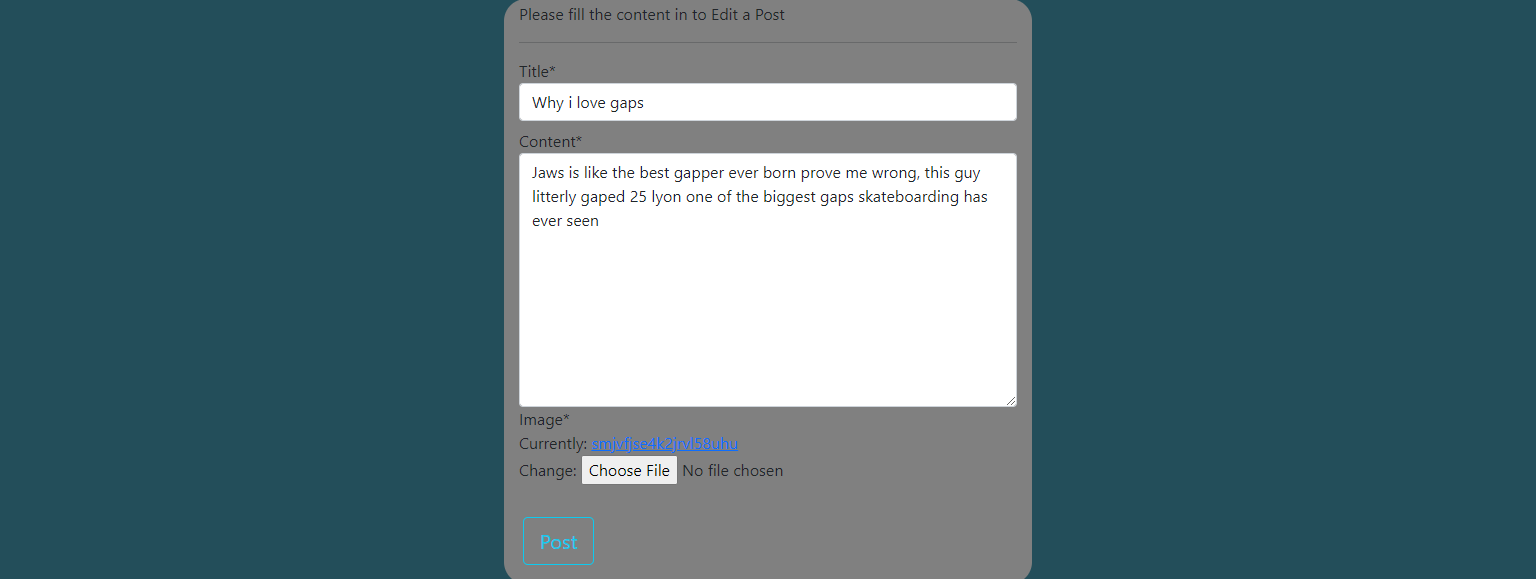 Please fill the content in to Edit a Post
Title*
Why i love gaps
Content*
Jaws is like the best gapper ever born prove me wrong, this guy
litterly gaped 25 lyon one of the biggest gaps skateboarding has
ever seen
Image*
Currently: smjvfjse4k2jrvl58uhu
Change: Choose File No file chosen
Post